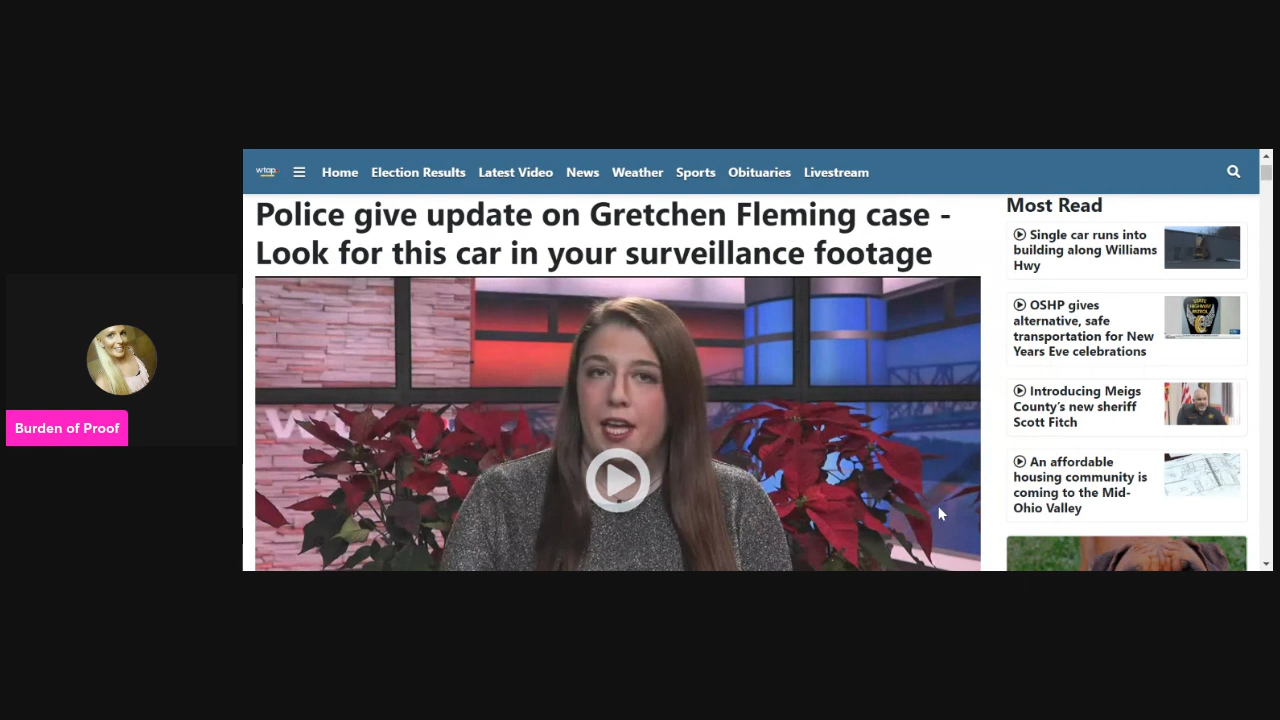 wtap
Home Election Results Latest Video News Weather Sports Obituaries Livestream
Police give update on Gretchen Fleming case -
Look for this car in your surveillance footage
Most Read
Single car runs into
building along Williams
Hwy
OSHP gives
alternative, safe
transportation for New
Years Eve celebrations
Introducing Meigs
County’s new sheriff
Scott Fitch
An affordable
housing community is
coming to the Mid-
Ohio Valley
Burden of Proof